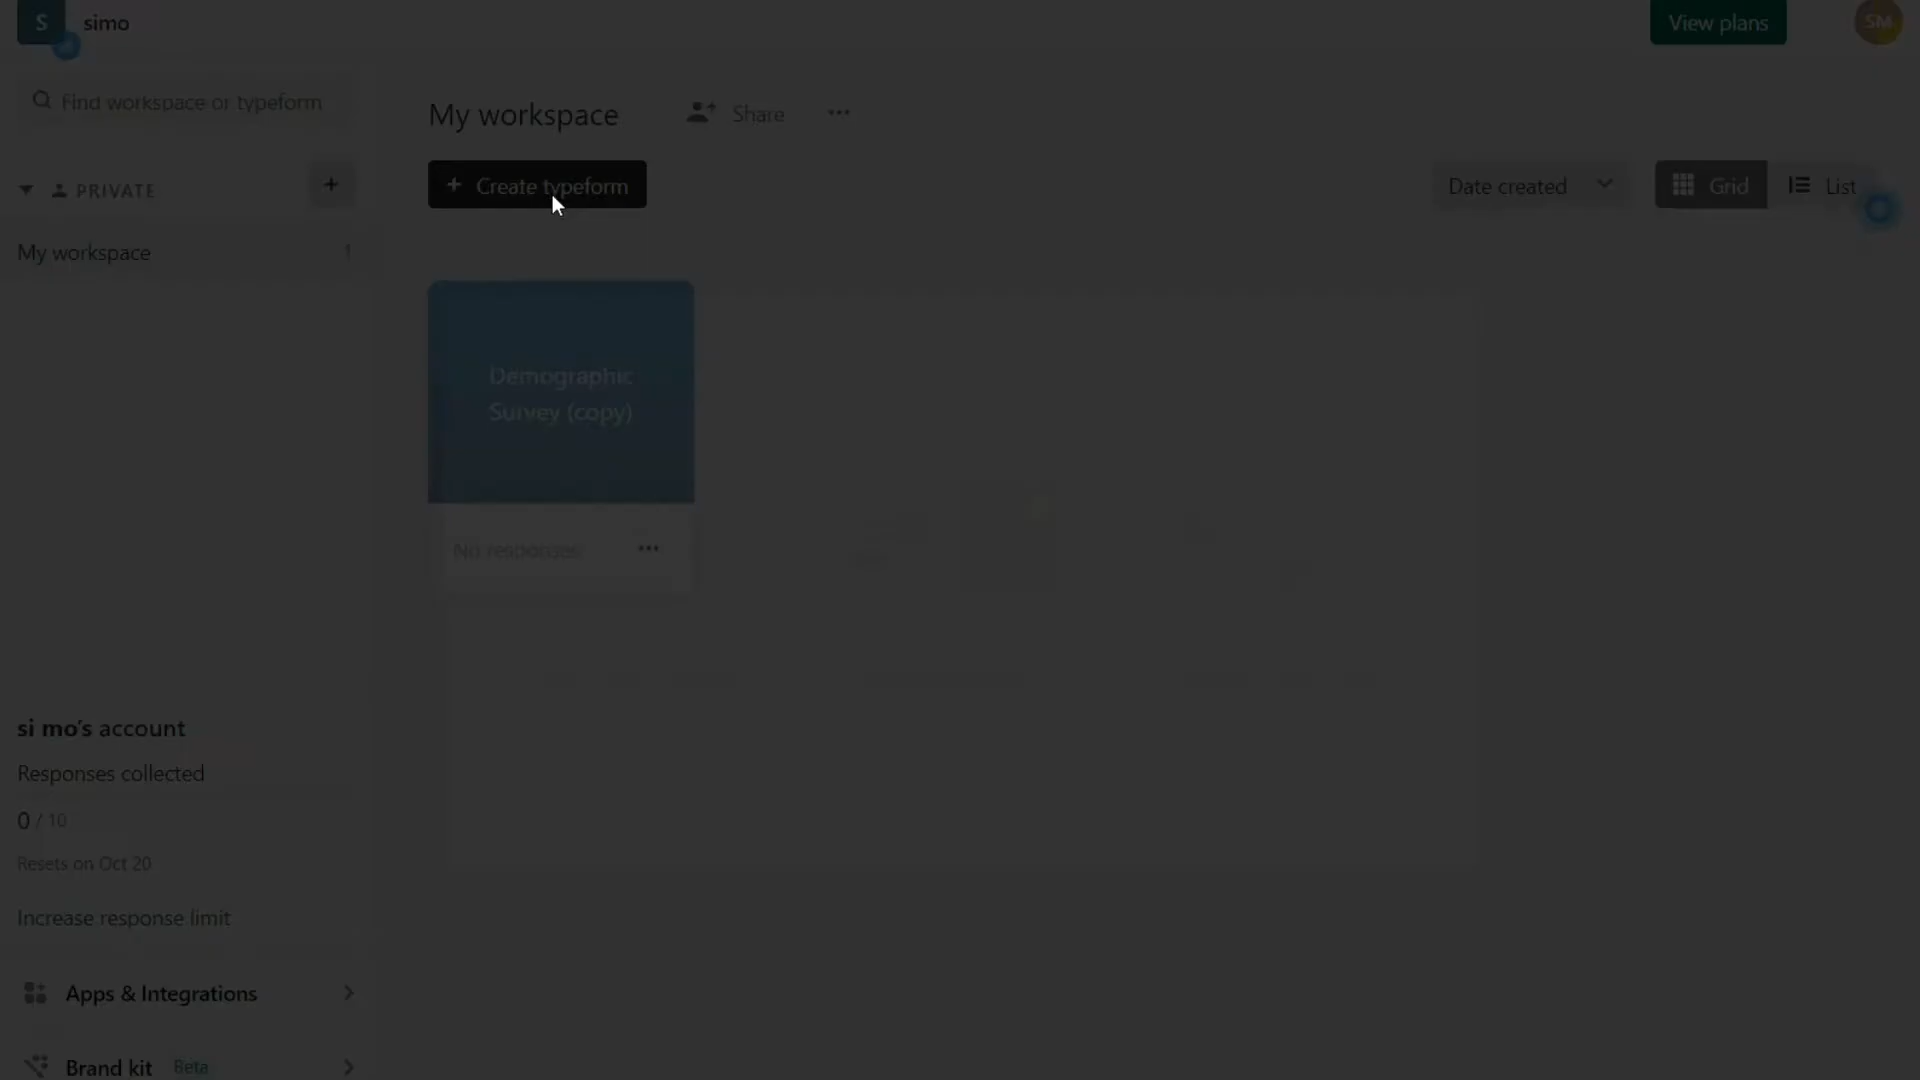 S simo
View plans
SM
Find workspace or typeform
PRIVATE
+
My workspace 1
My workspace
Share
•••
+ Create typeform
Date created
Grid
List
Demographic
Survey (copy)
No responses •••
si mo's account
Responses collected
0 / 10
Resets on Oct 20
Increase response limit
Apps & Integrations
Brand kit Beta